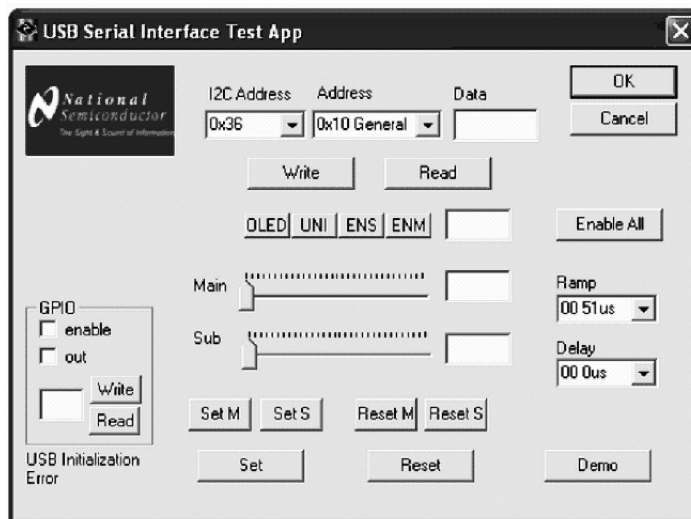 USB Serial Interface Test App
National
Semiconductor
The Sight & Sound of Information
I2C Address Address Data
0x36 0x10 General
OK
Cancel
Write Read
OLED UNI ENS ENM
Enable All
Main
Sub
Ramp
00 51us
Delay
00 0us
GPIO
enable
out
Write
Read
Set M Set S Reset M Reset S
USB Initialization
Error
Set Reset Demo